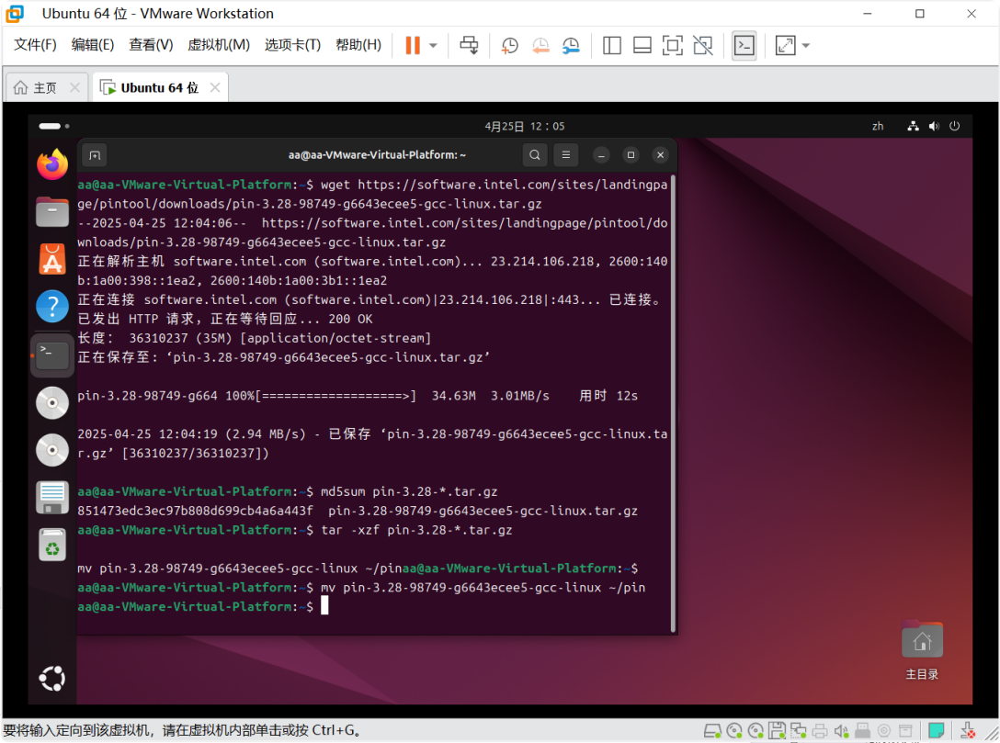 Ubuntu 64 位 - VMware Workstation
文件(F) 编辑(E) 查看(V) 虚拟机(M) 选项卡(T) 帮助(H)
主页 Ubuntu 64 位
4月25日 12：05 zh
aa@aa-VMware-Virtual-Platform: ~
aa@aa-VMware-Virtual-Platform:~$ wget https://software.intel.com/sites/landingpa
ge/pintool/downloads/pin-3.28-98749-g6643ecee5-gcc-linux.tar.gz
--2025-04-25 12:04:06--  https://software.intel.com/sites/landingpage/pintool/do
wnloads/pin-3.28-98749-g6643ecee5-gcc-linux.tar.gz
正在解析主机 software.intel.com (software.intel.com)... 23.214.106.218, 2600:140
b:1a00:398::1ea2, 2600:140b:1a00:3b1::1ea2
正在连接 software.intel.com (software.intel.com)|23.214.106.218|:443... 已连接。
已发出 HTTP 请求，正在等待回应... 200 OK
长度： 36310237 (35M) [application/octet-stream]
正在保存至: ‘pin-3.28-98749-g6643ecee5-gcc-linux.tar.gz’
pin-3.28-98749-g664 100%[===================>]  34.63M  3.01MB/s    用时 12s
2025-04-25 12:04:19 (2.94 MB/s) - 已保存 ‘pin-3.28-98749-g6643ecee5-gcc-linux.ta
r.gz’ [36310237/36310237])
aa@aa-VMware-Virtual-Platform:~$ md5sum pin-3.28-*.tar.gz
851473edc3ec97b808d699cb4a6a443f  pin-3.28-98749-g6643ecee5-gcc-linux.tar.gz
aa@aa-VMware-Virtual-Platform:~$ tar -xzf pin-3.28-*.tar.gz
mv pin-3.28-98749-g6643ecee5-gcc-linux ~/pinaa@aa-VMware-Virtual-Platform:~$
aa@aa-VMware-Virtual-Platform:~$ mv pin-3.28-98749-g6643ecee5-gcc-linux ~/pin
aa@aa-VMware-Virtual-Platform:~$
主目录
要将输入定向到该虚拟机，请在虚拟机内部单击或按 Ctrl+G。